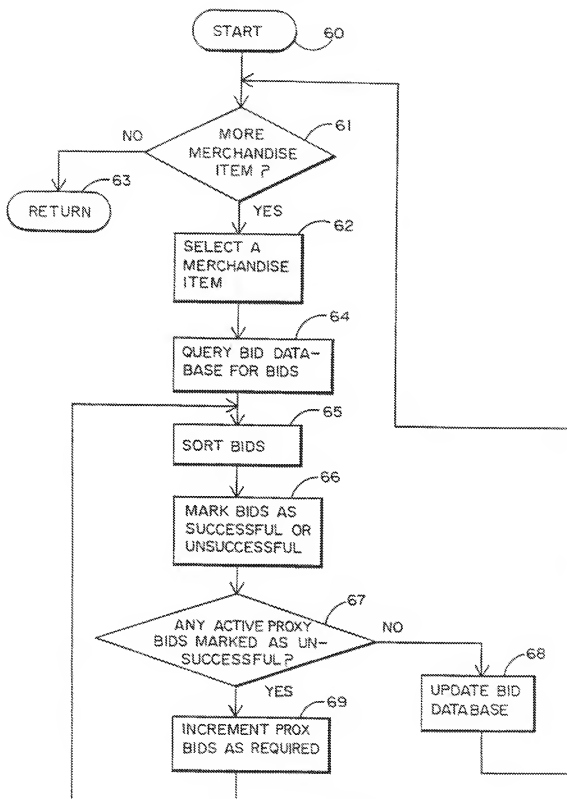 START
60
61
MORE
MERCHANDISE
ITEM ?
NO
63
RETURN
YES
62
SELECT A
MERCHANDISE
ITEM
64
QUERY BID DATA-
BASE FOR BIDS
65
SORT BIDS
66
MARK BIDS AS
SUCCESSFUL OR
UNSUCCESSFUL
67
ANY ACTIVE PROXY
BIDS MARKED AS UN-
SUCCESSFUL?
NO
68
UPDATE BID
DATABASE
YES
69
INCREMENT PROX
BIDS AS REQUIRED